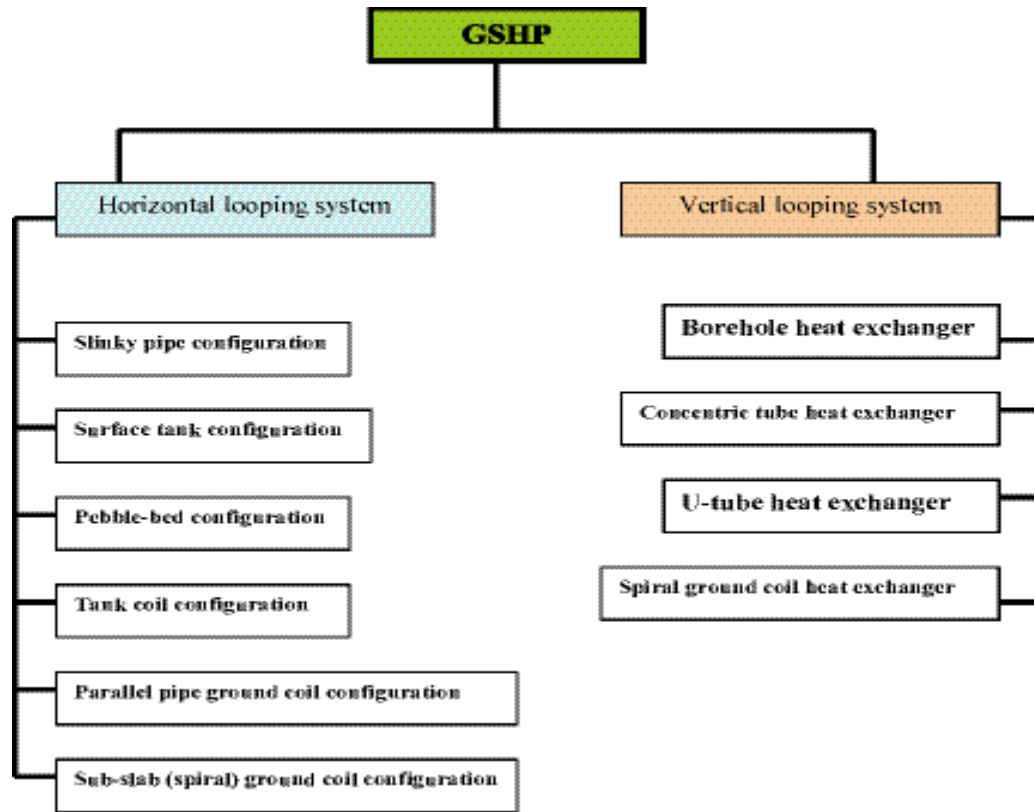 GSHP
Horizontal looping system
Vertical looping system
Slinky pipe configuration
Surface tank configuration
Pebble-bed configuration
Tank coil configuration
Parallel pipe ground coil configuration
Sub-slab (spiral) ground coil configuration
Borehole heat exchanger
Concentric tube heat exchanger
U-tube heat exchanger
Spiral ground coil heat exchanger